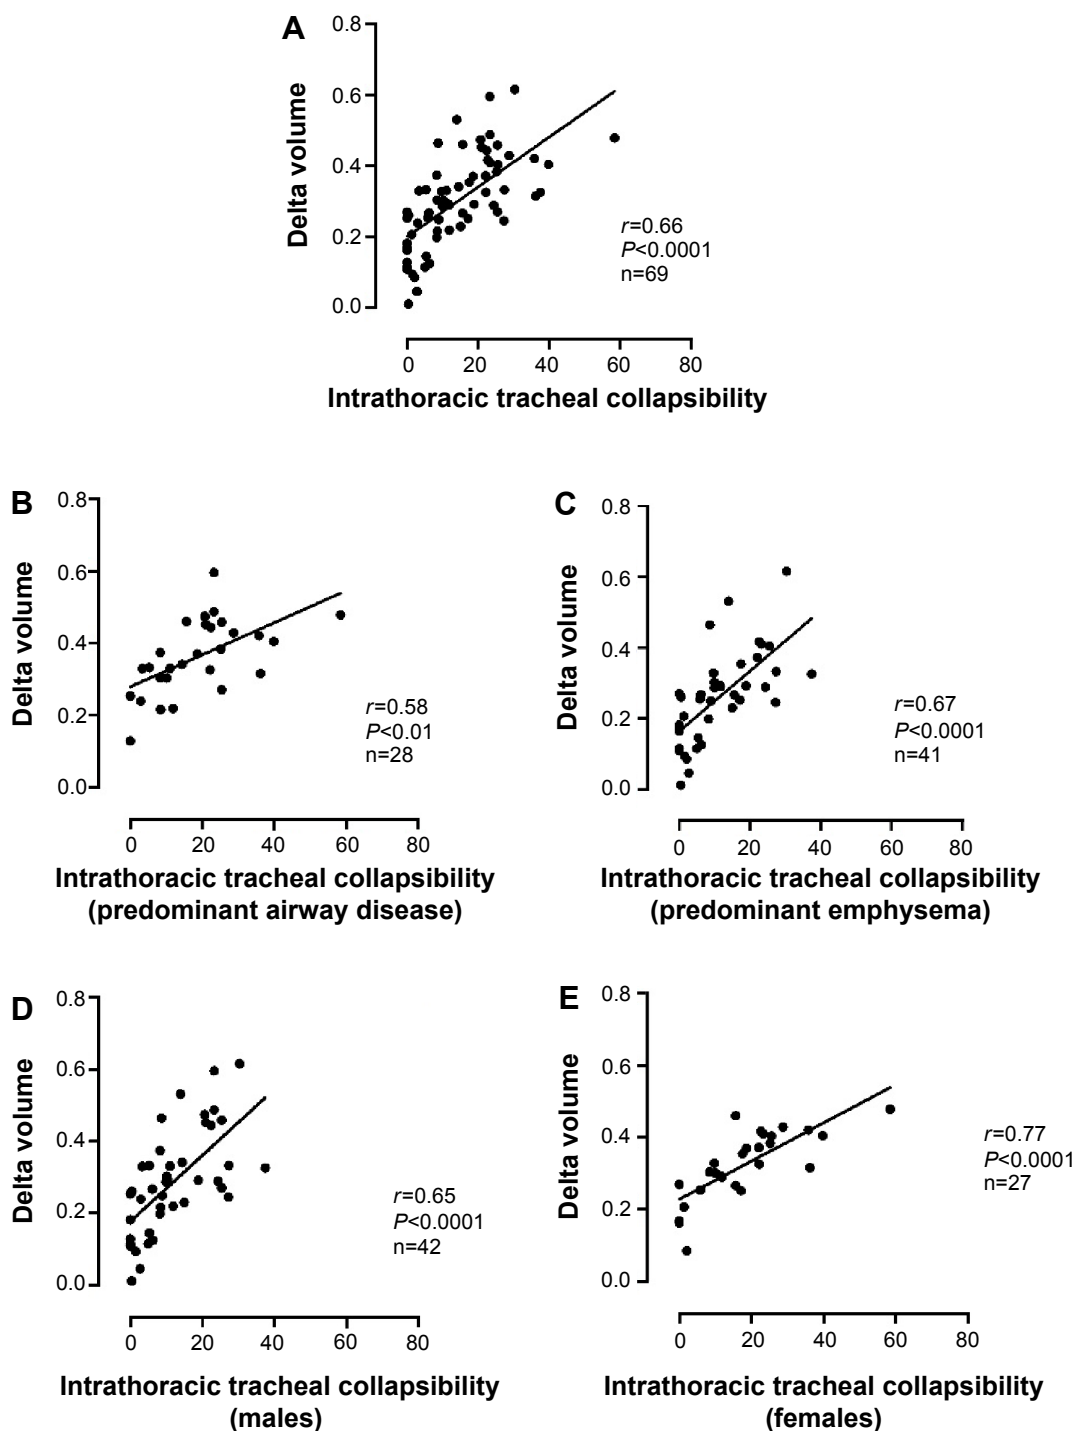 A
Delta volume
0.8
0.6
0.4
0.2
0.0
r=0.66
P<0.0001
n=69
0 20 40 60 80
Intrathoracic tracheal collapsibility
B
Delta volume
0.8
0.6
0.4
0.2
0.0
r=0.58
P<0.01
n=28
0 20 40 60 80
Intrathoracic tracheal collapsibility
(predominant airway disease)
C
Delta volume
0.8
0.6
0.4
0.2
0.0
r=0.67
P<0.0001
n=41
0 20 40 60 80
Intrathoracic tracheal collapsibility
(predominant emphysema)
D
Delta volume
0.8
0.6
0.4
0.2
0.0
r=0.65
P<0.0001
n=42
0 20 40 60 80
Intrathoracic tracheal collapsibility
(males)
E
Delta volume
0.8
0.6
0.4
0.2
0.0
r=0.77
P<0.0001
n=27
0 20 40 60 80
Intrathoracic tracheal collapsibility
(females)